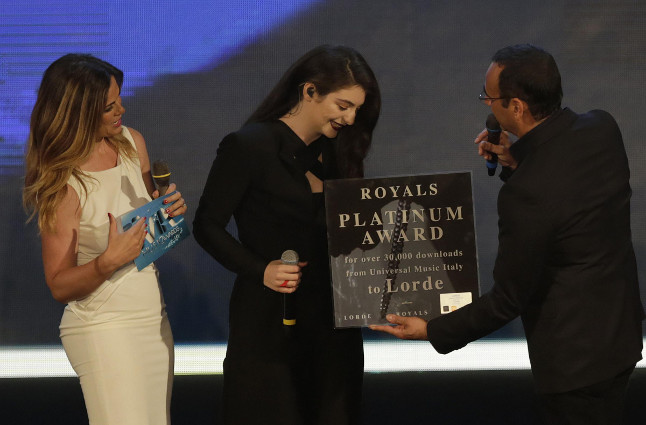 ROYALS
PLATINUM
AWARD
for over 30,000 downloads
from Universal Music Italy
to Lorde
LORDE ROYALS